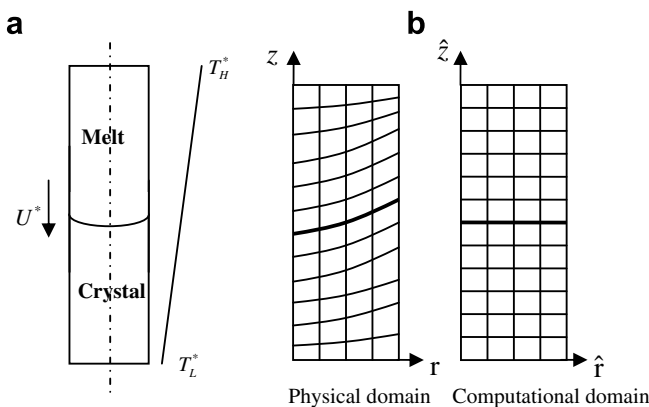 a
b
T*H
z
ẑ
Melt
U*
Crystal
T*L
r
r̂
Physical domain
Computational domain